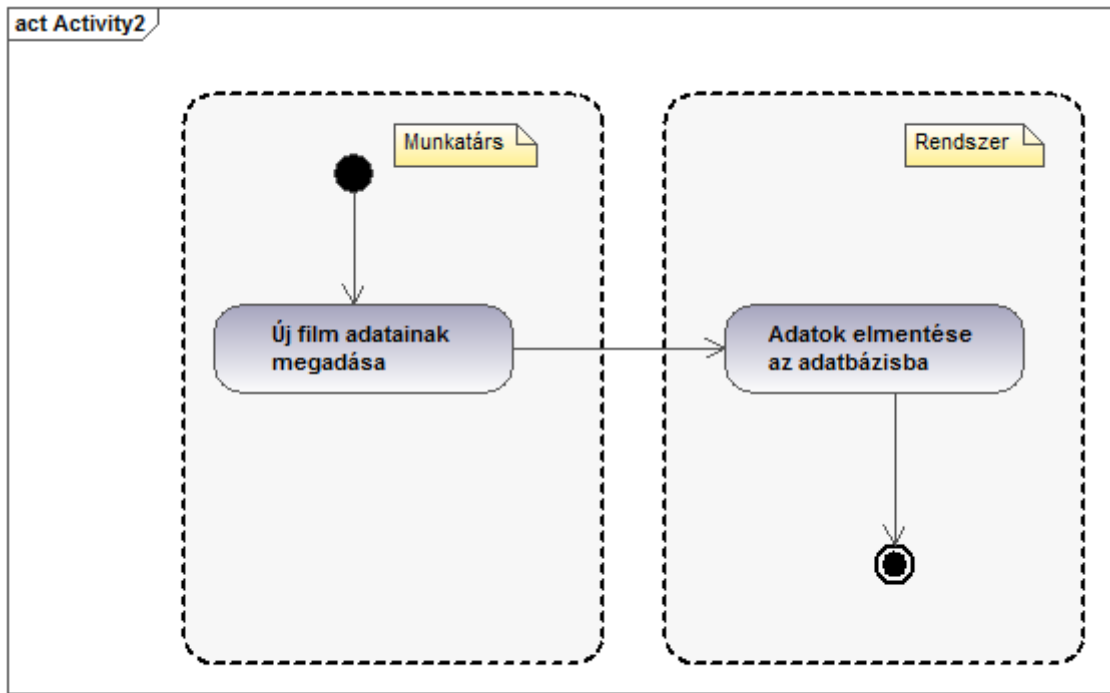 act Activity2
Munkatárs
Rendszer
Új film adatainak
megadása
Adatok elmentése
az adatbázisba